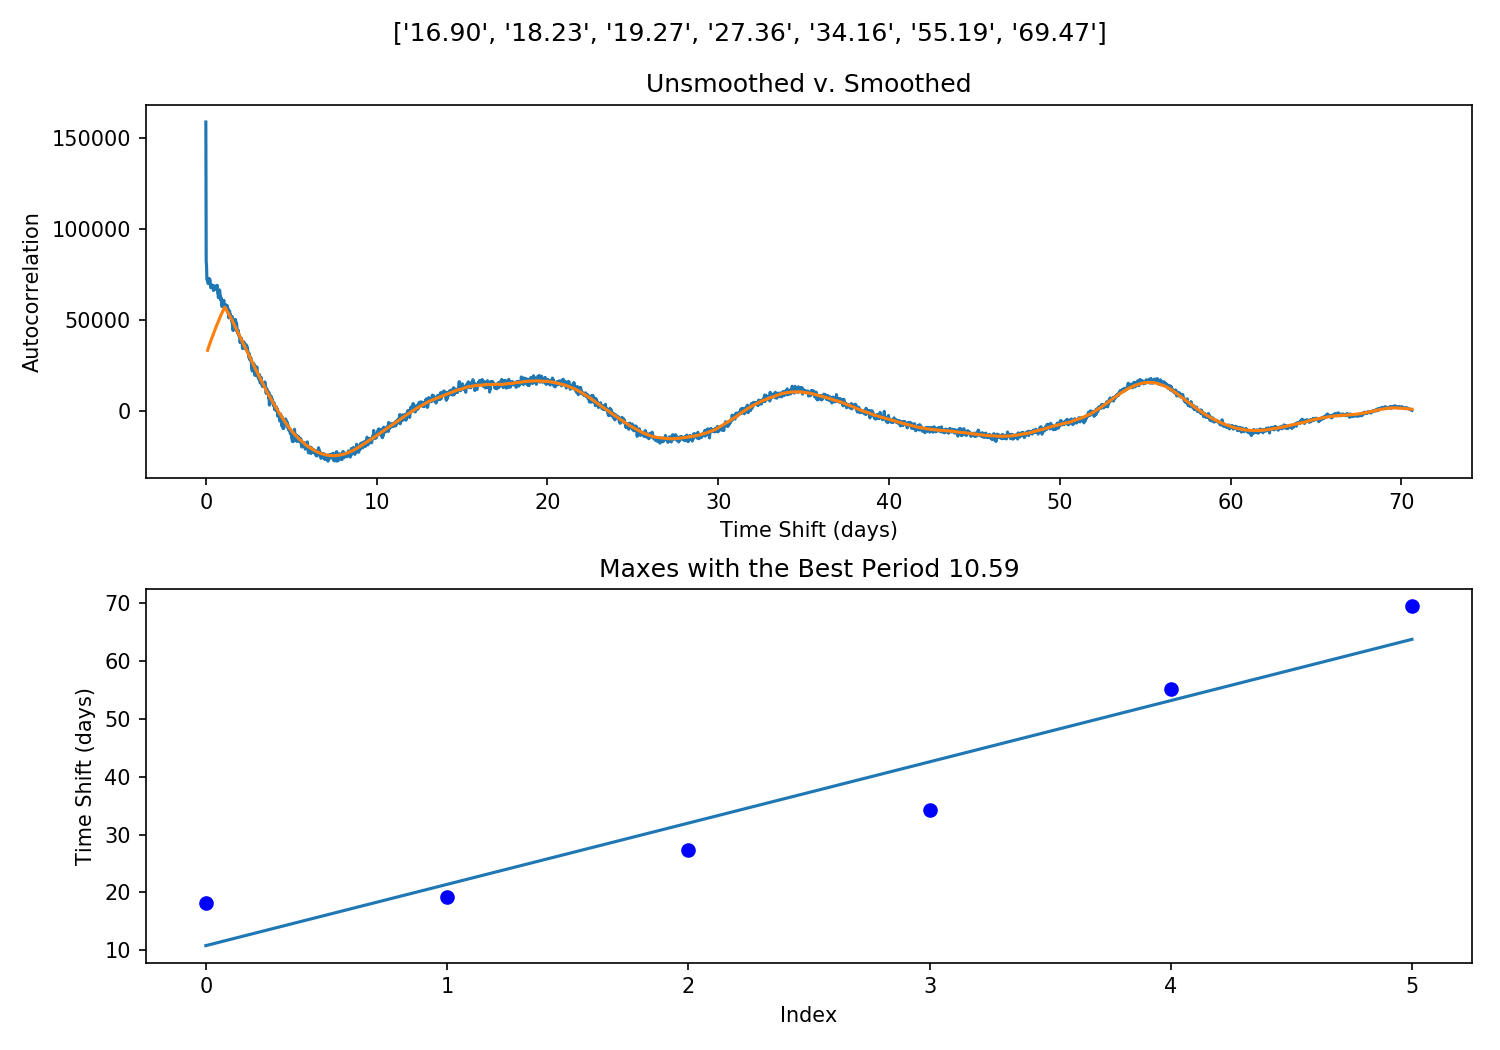 ['16.90', '18.23', '19.27', '27.36', '34.16', '55.19', '69.47']
Unsmoothed v. Smoothed
Autocorrelation
150000
100000
50000
0
0 10 20 30 40 50 60 70
Time Shift (days)
Maxes with the Best Period 10.59
Time Shift (days)
70
60
50
40
30
20
10
0 1 2 3 4 5
Index